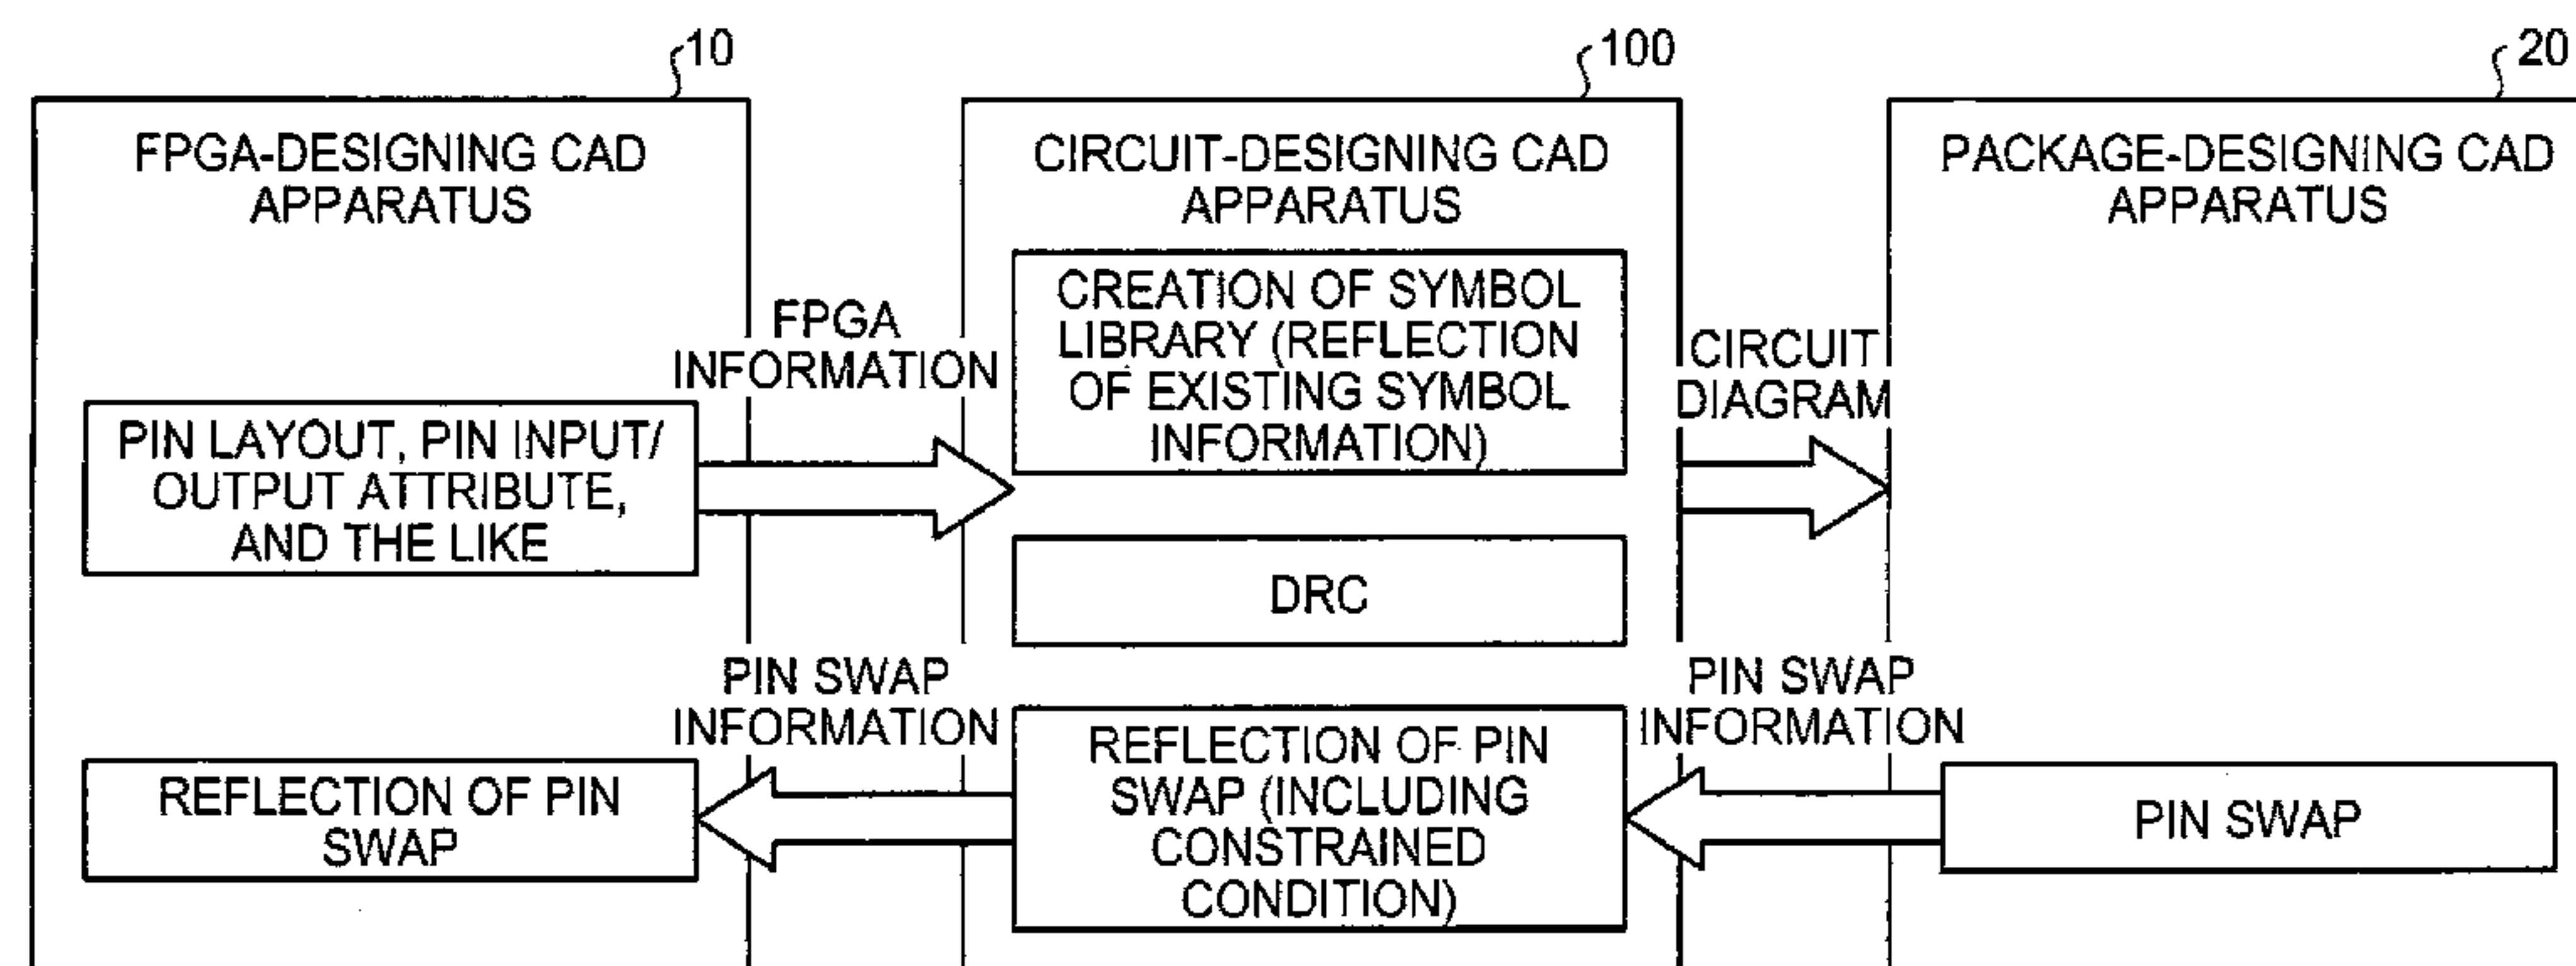 10
100
20
FPGA-DESIGNING CAD
APPARATUS
CIRCUIT-DESIGNING CAD
APPARATUS
PACKAGE-DESIGNING CAD
APPARATUS
FPGA
INFORMATION
CREATION OF SYMBOL
LIBRARY (REFLECTION
OF EXISTING SYMBOL
INFORMATION)
CIRCUIT
DIAGRAM
PIN LAYOUT, PIN INPUT/
OUTPUT ATTRIBUTE,
AND THE LIKE
DRC
PIN SWAP
INFORMATION
PIN SWAP
INFORMATION
REFLECTION OF PIN
SWAP
REFLECTION OF PIN
SWAP (INCLUDING
CONSTRAINED
CONDITION)
PIN SWAP